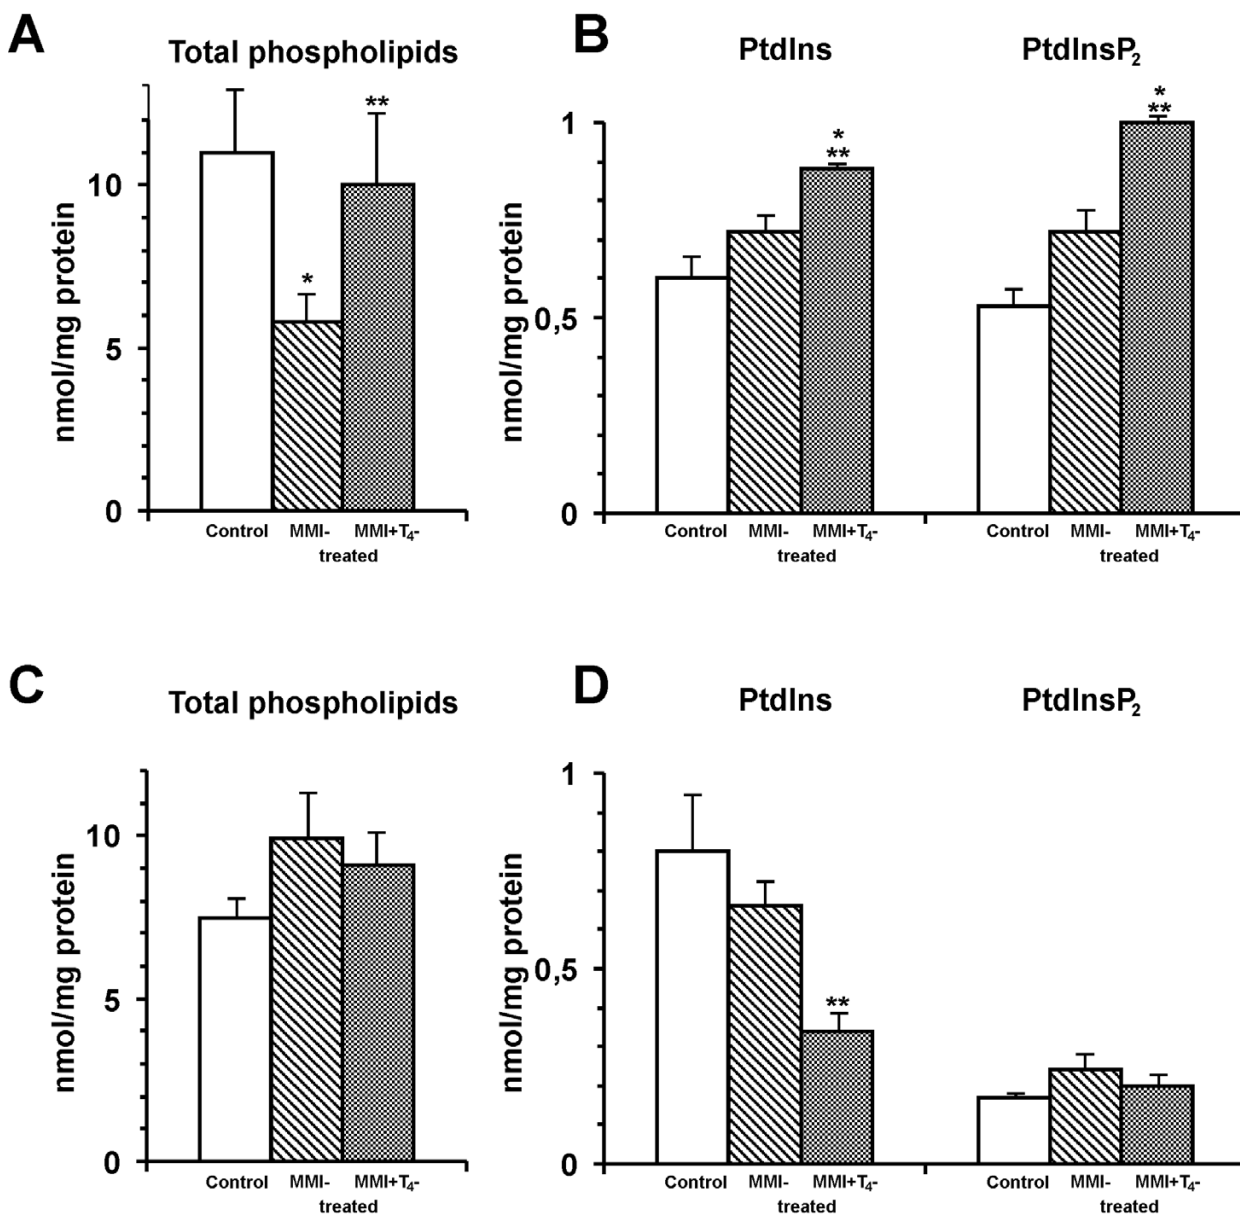 A
Total phospholipids
**
*
10
5
0
nmol/mg protein
Control MMI- MMI+T₄-
treated
B
PtdIns PtdInsP₂
*
**
*
**
1
0,5
0
nmol/mg protein
Control MMI- MMI+T₄- Control MMI- MMI+T₄-
treated treated
C
Total phospholipids
10
5
0
nmol/mg protein
Control MMI- MMI+T₄-
treated
D
PtdIns PtdInsP₂
**
1
0,5
0
nmol/mg protein
Control MMI- MMI+T₄- Control MMI- MMI+T₄-
treated treated